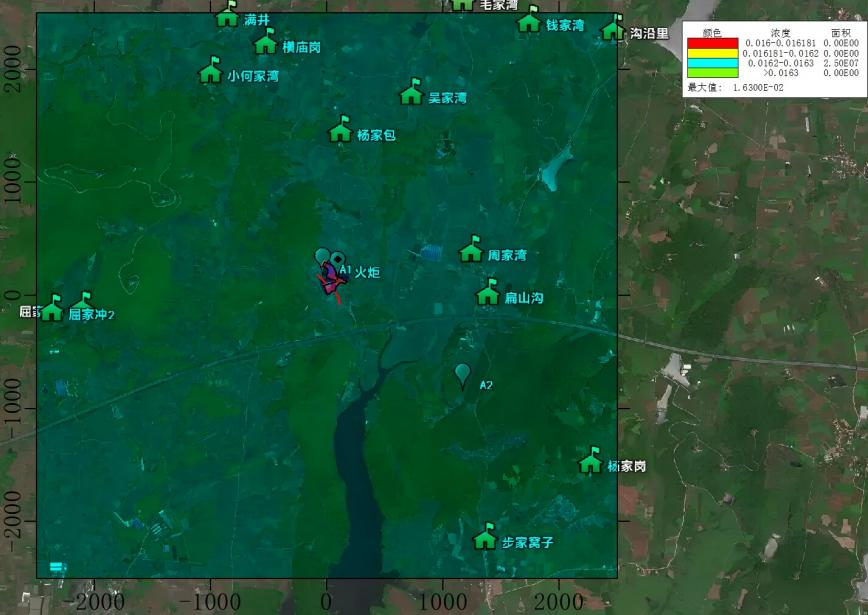 毛家湾
满井
钱家湾
沟沿里
横庙岗
小何家湾
吴家湾
杨家包
周家湾
A1 火炬
扁山沟
屈家
屈家冲2
A2
杨家岗
步家窝子
颜色 浓度 面积
0.016-0.016181 0.00E00
0.016181-0.0162 0.00E00
0.0162-0.0163 2.50E07
>0.0163 0.00E00
最大值: 1.6300E-02
2000
1000
0
-1000
-2000
-2000 -1000 0 1000 2000